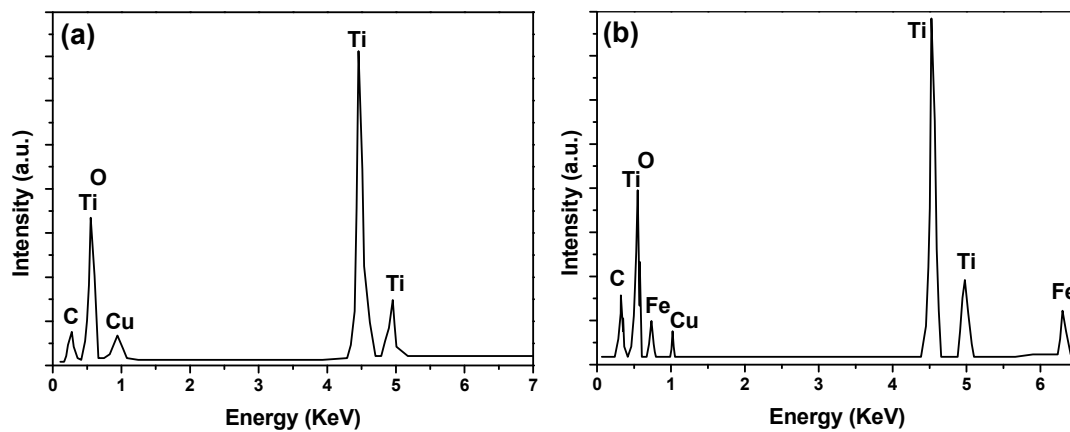 (a)
Ti
O
Ti
C
Cu
Ti
Intensity (a.u.)
0 1 2 3 4 5 6 7
Energy (KeV)
(b)
Ti
O
Ti
C
Fe
Cu
Ti
Fe
Intensity (a.u.)
0 1 2 3 4 5 6
Energy (KeV)